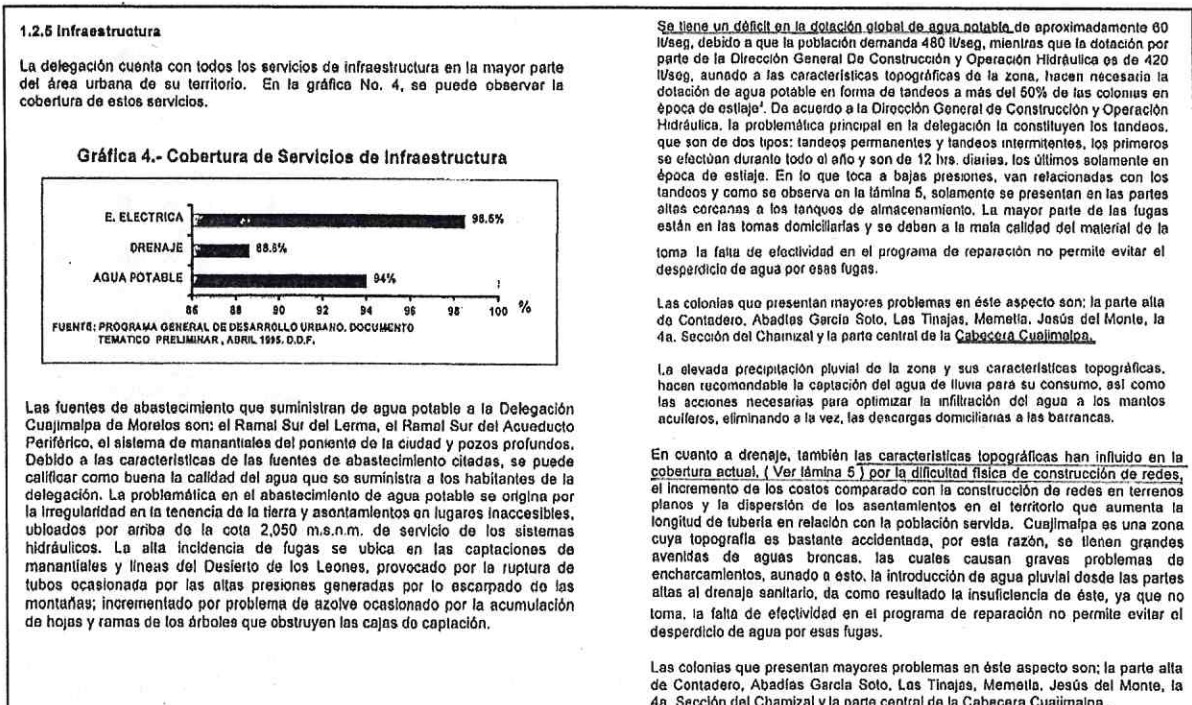 1.2.5 Infraestructura
La delegación cuenta con todos los servicios de infraestructura en la mayor parte
del área urbana de su territorio. En la gráfica No. 4, se puede observar la
cobertura de estos servicios.
Gráfica 4.- Cobertura de Servicios de Infraestructura
E. ELECTRICA 98.5%
DRENAJE 88.6%
AGUA POTABLE 94%
86 88 90 92 94 96 98 100 %
FUENTE: PROGRAMA GENERAL DE DESARROLLO URBANO. DOCUMENTO
TEMATICO PRELIMINAR, ABRIL 1995. D.D.F.
Las fuentes de abastecimiento que suministran de agua potable a la Delegación
Cuajimalpa de Morelos son; el Ramal Sur del Lerma, el Ramal Sur del Acueducto
Periférico, el sistema de manantiales del poniente de la ciudad y pozos profundos.
Debido a las características de las fuentes de abastecimiento citadas, se puede
calificar como buena la calidad del agua que se suministra a los habitantes de la
delegación. La problemática en el abastecimiento de agua potable se origina por
la irregularidad en la tenencia de la tierra y asentamientos en lugares inaccesibles,
ubicados por arriba de la cota 2,050 m.s.n.m. de servicio de los sistemas
hidráulicos. La alta incidencia de fugas se ubica en las captaciones de
manantiales y líneas del Desierto de los Leones, provocado por la ruptura de
tubos ocasionada por las altas presiones generadas por lo escarpado de las
montañas; incrementado por problema de azolve ocasionado por la acumulación
de hojas y ramas de los árboles que obstruyen las cajas de captación.
Se tiene un déficit en la dotación global de agua potable de aproximadamente 60
lt/seg, debido a que la población demanda 480 lt/seg, mientras que la dotación por
parte de la Dirección General De Construcción y Operación Hidráulica es de 420
lt/seg, aunado a las características topográficas de la zona, hacen necesaria la
dotación de agua potable en forma de tandeos a más del 50% de las colonias en
época de estiaje⁴. De acuerdo a la Dirección General de Construcción y Operación
Hidráulica, la problemática principal en la delegación la constituyen los tandeos,
que son de dos tipos: tandeos permanentes y tandeos intermitentes, los primeros
se efectúan durante todo el año y son de 12 hrs. diarias, los últimos solamente en
época de estiaje. En lo que toca a bajas presiones, van relacionadas con los
tandeos y como se observa en la lámina 5, solamente se presentan en las partes
altas cercanas a los tanques de almacenamiento. La mayor parte de las fugas
están en las tomas domiciliarias y se deben a la mala calidad del material de la
toma la falta de efectividad en el programa de reparación no permite evitar el
desperdicio de agua por esas fugas.
Las colonias que presentan mayores problemas en éste aspecto son; la parte alta
de Contadero, Abadías García Soto, Las Tinajas, Memetla, Jesús del Monte, la
4a. Sección del Chamizal y la parte central de la Cabecera Cuajimalpa.
La elevada precipitación pluvial de la zona y sus características topográficas,
hacen recomendable la captación del agua de lluvia para su consumo, así como
las acciones necesarias para optimizar la infiltración del agua a los mantos
acuíferos, eliminando a la vez, las descargas domiciliarias a las barrancas.
En cuanto a drenaje, también las características topográficas han influido en la
cobertura actual, ( Ver lámina 5 ) por la dificultad física de construcción de redes,
el incremento de los costos comparado con la construcción de redes en terrenos
planos y la dispersión de los asentamientos en el territorio que aumenta la
longitud de tubería en relación con la población servida. Cuajimalpa es una zona
cuya topografía es bastante accidentada, por esta razón, se tienen grandes
avenidas de aguas broncas, las cuales causan graves problemas de
encharcamientos, aunado a esto, la introducción de agua pluvial desde las partes
altas al drenaje sanitario, da como resultado la insuficiencia de éste, ya que no
toma, la falta de efectividad en el programa de reparación no permite evitar el
desperdicio de agua por esas fugas.
Las colonias que presentan mayores problemas en éste aspecto son; la parte alta
de Contadero, Abadías García Soto, Las Tinajas, Memetla, Jesús del Monte, la
4a. Sección del Chamizal y la parte central de la Cabecera Cuajimalpa.